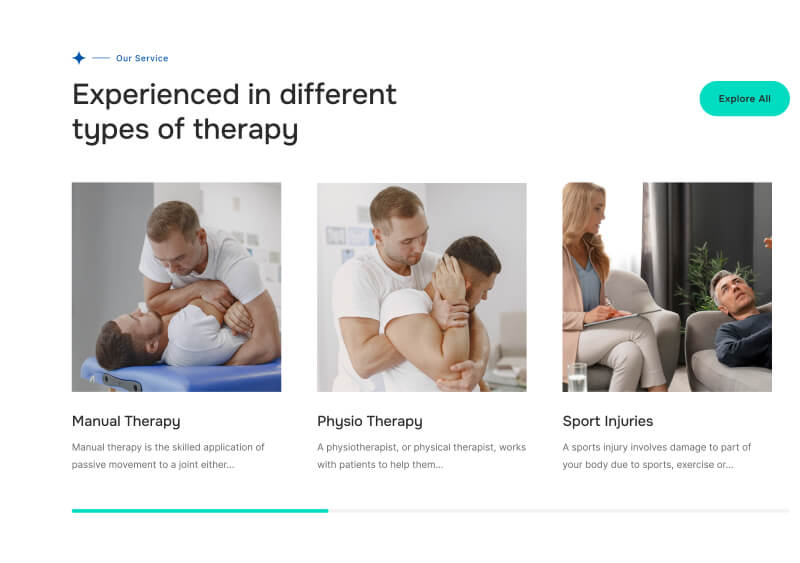 Our Service
Experienced in different
types of therapy
Explore All
Manual Therapy
Manual therapy is the skilled application of
passive movement to a joint either...
Physio Therapy
A physiotherapist, or physical therapist, works
with patients to help them...
Sport Injuries
A sports injury involves damage to part of
your body due to sports, exercise or...